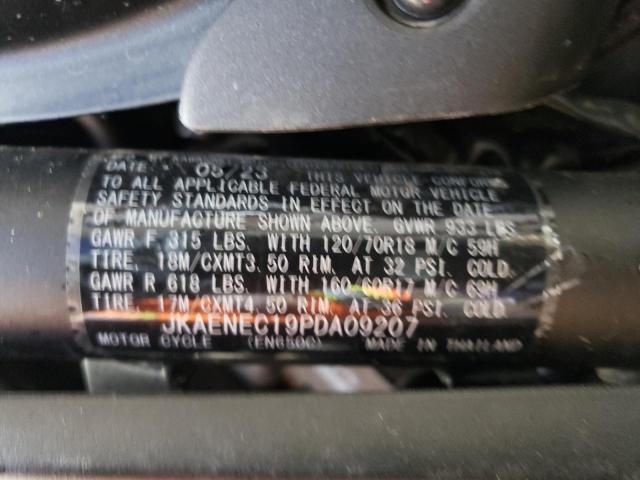 DATE 05/23 THIS VEHICLE CONFORMS
TO ALL APPLICABLE FEDERAL MOTOR VEHICLE
SAFETY STANDARDS IN EFFECT ON THE DATE
OF MANUFACTURE SHOWN ABOVE. GVWR 933 LBS.
GAWR F 315 LBS. WITH 120/70R18 M/C 59H
TIRE, 18M/CXMT3.50 RIM. AT 32 PSI. COLD.
GAWR R 618 LBS. WITH 160/60R17 M/C 69H
TIRE, 17M/CXMT4.50 RIM. AT 36 PSI. COLD.
JKAENEC19PDA09207
MOTOR CYCLE (EN650C) MADE IN THAILAND